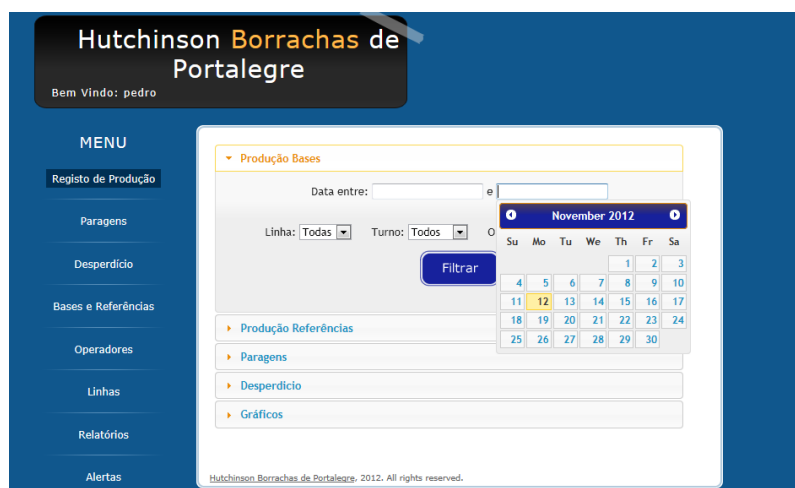 Hutchinson Borrachas de
Portalegre
Bem Vindo: pedro
MENU
Registo de Produção
Paragens
Desperdício
Bases e Referências
Operadores
Linhas
Relatórios
Alertas
Produção Bases
Data entre: e
Linha: Todas Turno: Todos O
Filtrar
November 2012
Su Mo Tu We Th Fr Sa
1 2 3
4 5 6 7 8 9 10
11 12 13 14 15 16 17
18 19 20 21 22 23 24
25 26 27 28 29 30
Produção Referências
Paragens
Desperdicio
Gráficos
Hutchinson Borrachas de Portalegre, 2012. All rights reserved.